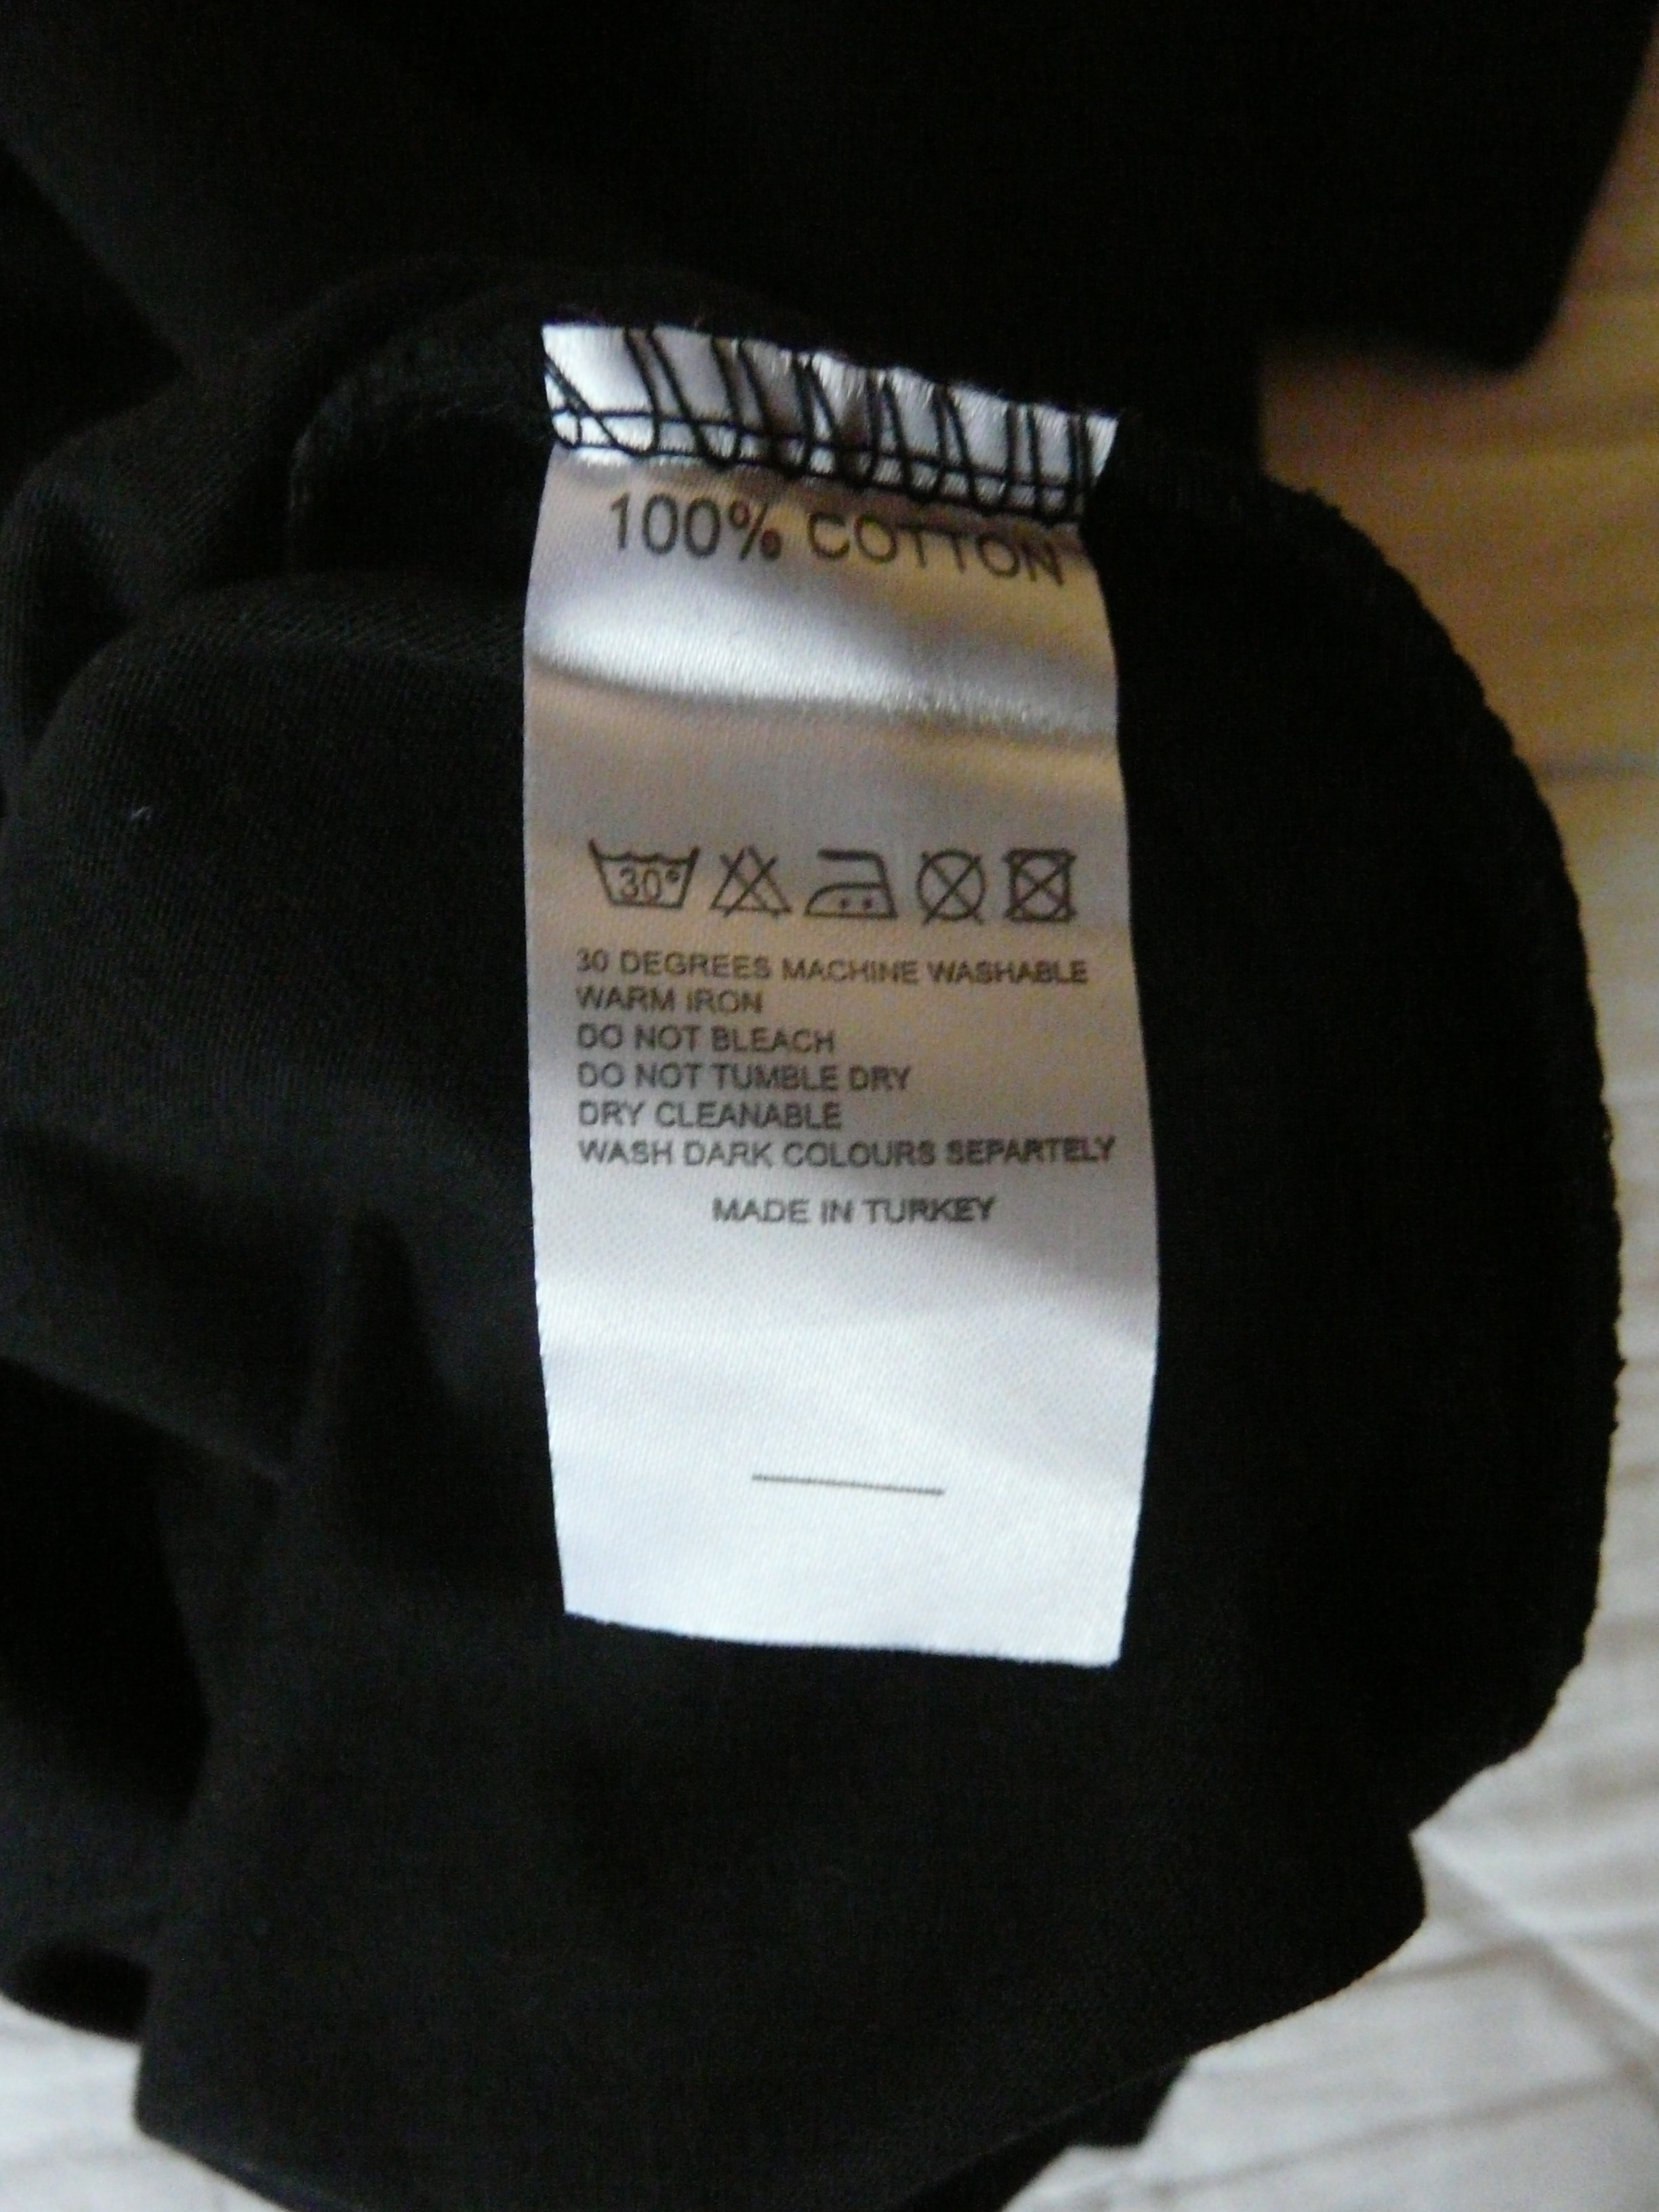 100% COTTON
30°
30 DEGREES MACHINE WASHABLE
WARM IRON
DO NOT BLEACH
DO NOT TUMBLE DRY
DRY CLEANABLE
WASH DARK COLOURS SEPARTELY
MADE IN TURKEY